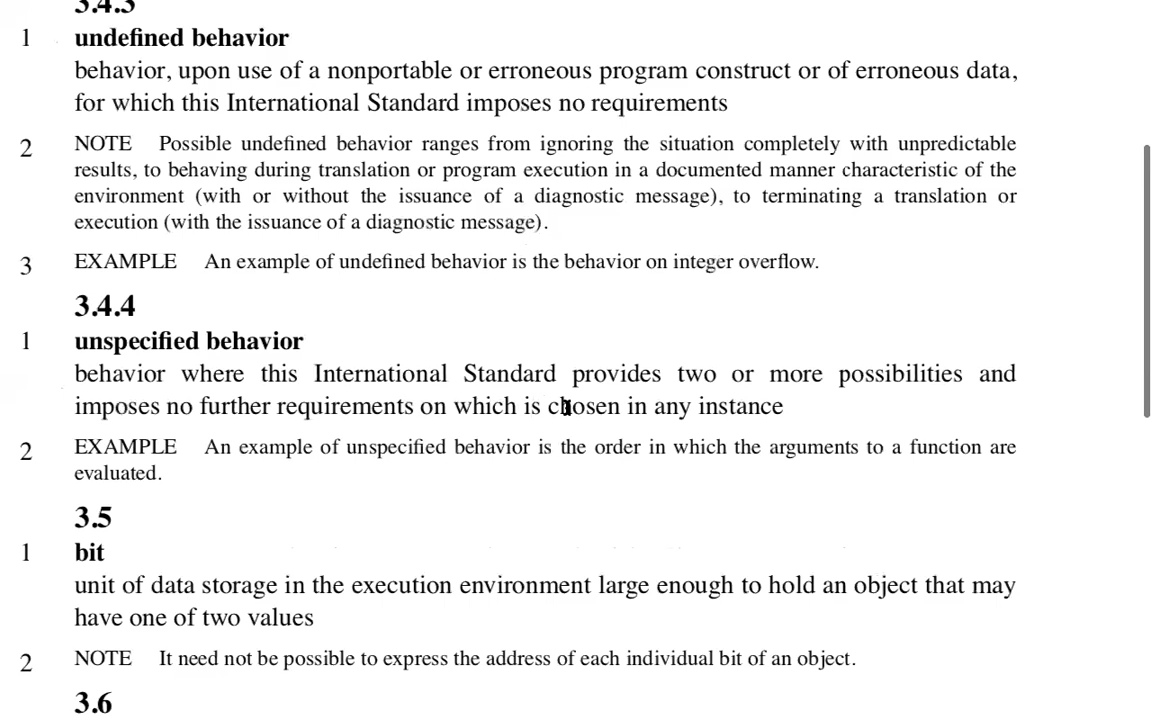 3.4.3
1 undefined behavior
behavior, upon use of a nonportable or erroneous program construct or of erroneous data,
for which this International Standard imposes no requirements
2 NOTE Possible undefined behavior ranges from ignoring the situation completely with unpredictable
results, to behaving during translation or program execution in a documented manner characteristic of the
environment (with or without the issuance of a diagnostic message), to terminating a translation or
execution (with the issuance of a diagnostic message).
3 EXAMPLE An example of undefined behavior is the behavior on integer overflow.
3.4.4
1 unspecified behavior
behavior where this International Standard provides two or more possibilities and
imposes no further requirements on which is chosen in any instance
2 EXAMPLE An example of unspecified behavior is the order in which the arguments to a function are
evaluated.
3.5
1 bit
unit of data storage in the execution environment large enough to hold an object that may
have one of two values
2 NOTE It need not be possible to express the address of each individual bit of an object.
3.6